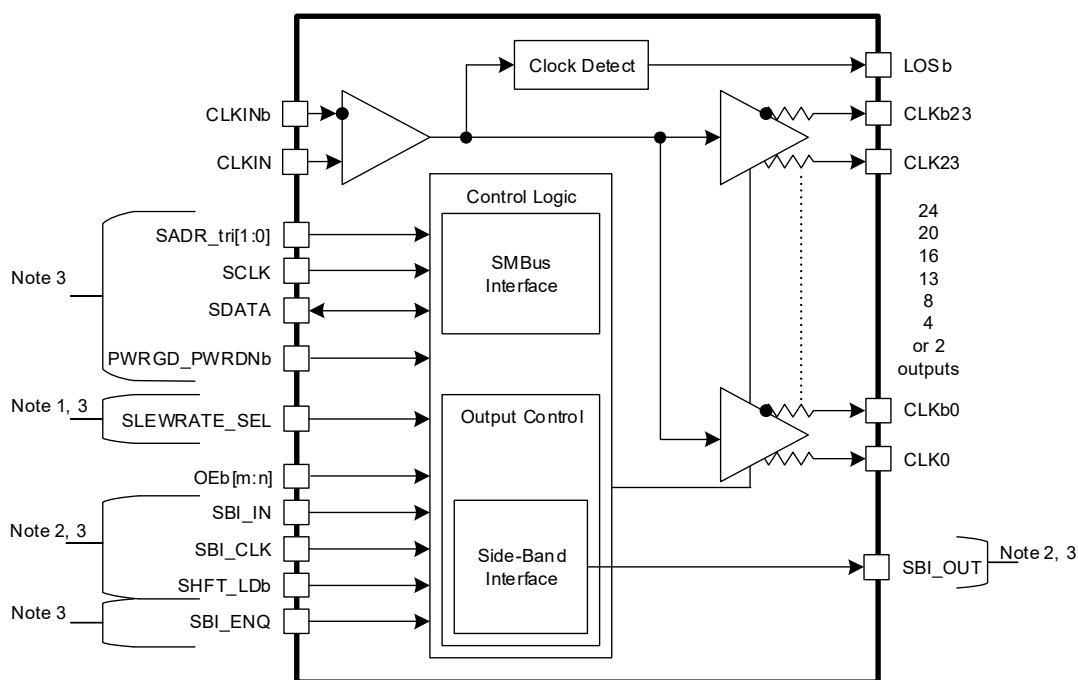 Clock Detect
LOSb
CLKINb
CLKb23
CLKIN
CLK23
Control Logic
SADR_tri[1:0]
24
20
Note 3
SCLK
SMBus
Interface
16
13
SDATA
8
4
or 2
outputs
PWRGD_PWRDNb
Note 1, 3
SLEWRATE_SEL
Output Control
CLKb0
CLK0
OEb[m:n]
SBI_IN
Note 2, 3
SBI_CLK
Side-Band
Interface
SBI_OUT
Note 2, 3
SHFT_LDb
Note 3
SBI_ENQ